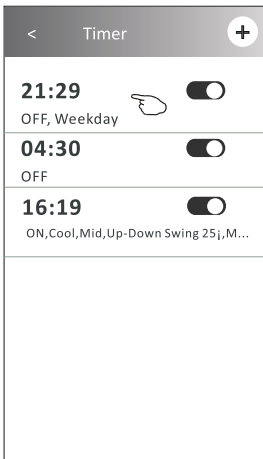 < Timer +
21:29
OFF, Weekday
04:30
OFF
16:19
ON,Cool,Mid,Up-Down Swing 25¡,M...